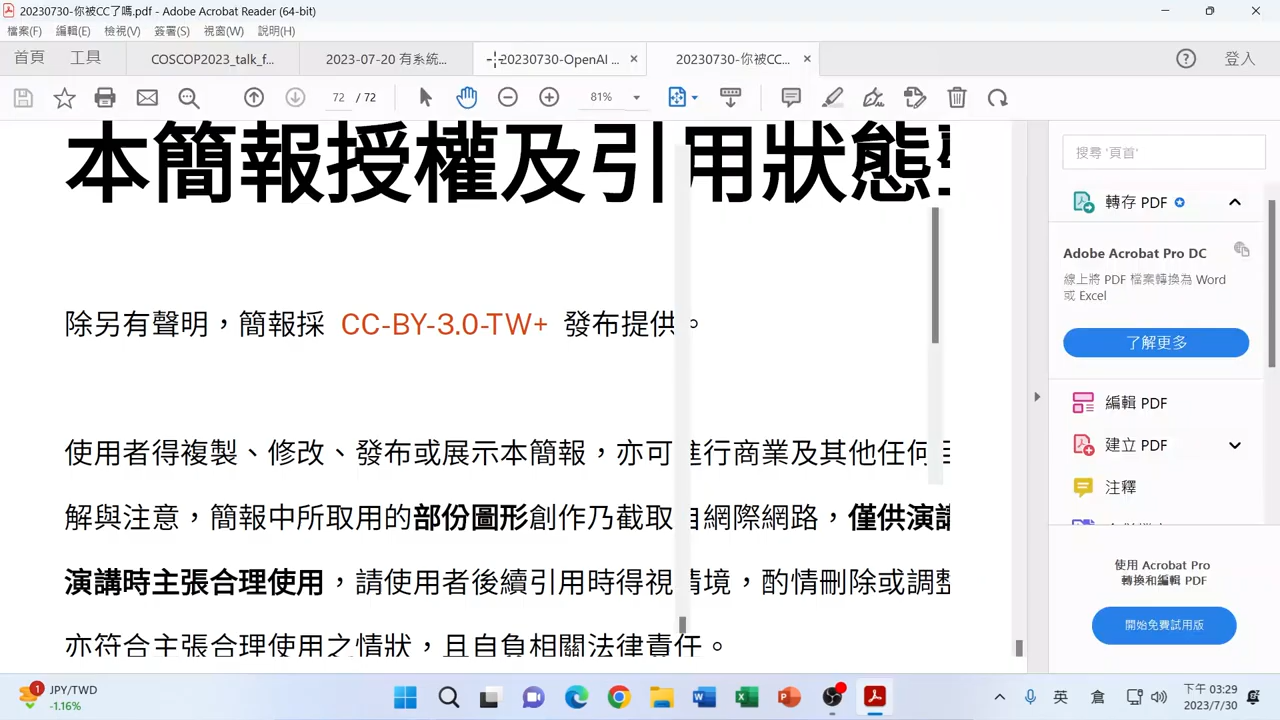 20230730-你被CC了嗎.pdf - Adobe Acrobat Reader (64-bit)
檔案(F) 編輯(E) 檢視(V) 簽署(S) 視窗(W) 說明(H)
首頁 工具 COSCOP2023_talk_f... 2023-07-20 有系統... 20230730-OpenAI ... × 20230730-你被CC... × 登入
72 / 72 81%
本簡報授權及引用狀態
搜尋 '頁首'
轉存 PDF
Adobe Acrobat Pro DC
線上將 PDF 檔案轉換為 Word
或 Excel
了解更多
編輯 PDF
建立 PDF
注釋
除另有聲明,簡報採 CC-BY-3.0-TW+ 發布提供。
使用者得複製、修改、發布或展示本簡報,亦可進行商業及其他任何
解與注意,簡報中所取用的部份圖形創作乃截取自網際網路,僅供演講
演講時主張合理使用,請使用者後續引用時得視情境,酌情刪除或調整
亦符合主張合理使用之情狀,且自負相關法律責任。
使用 Acrobat Pro
轉換和編輯 PDF
開始免費試用版
1 JPY/TWD
-1.16%
英 倉 下午 03:29
2023/7/30